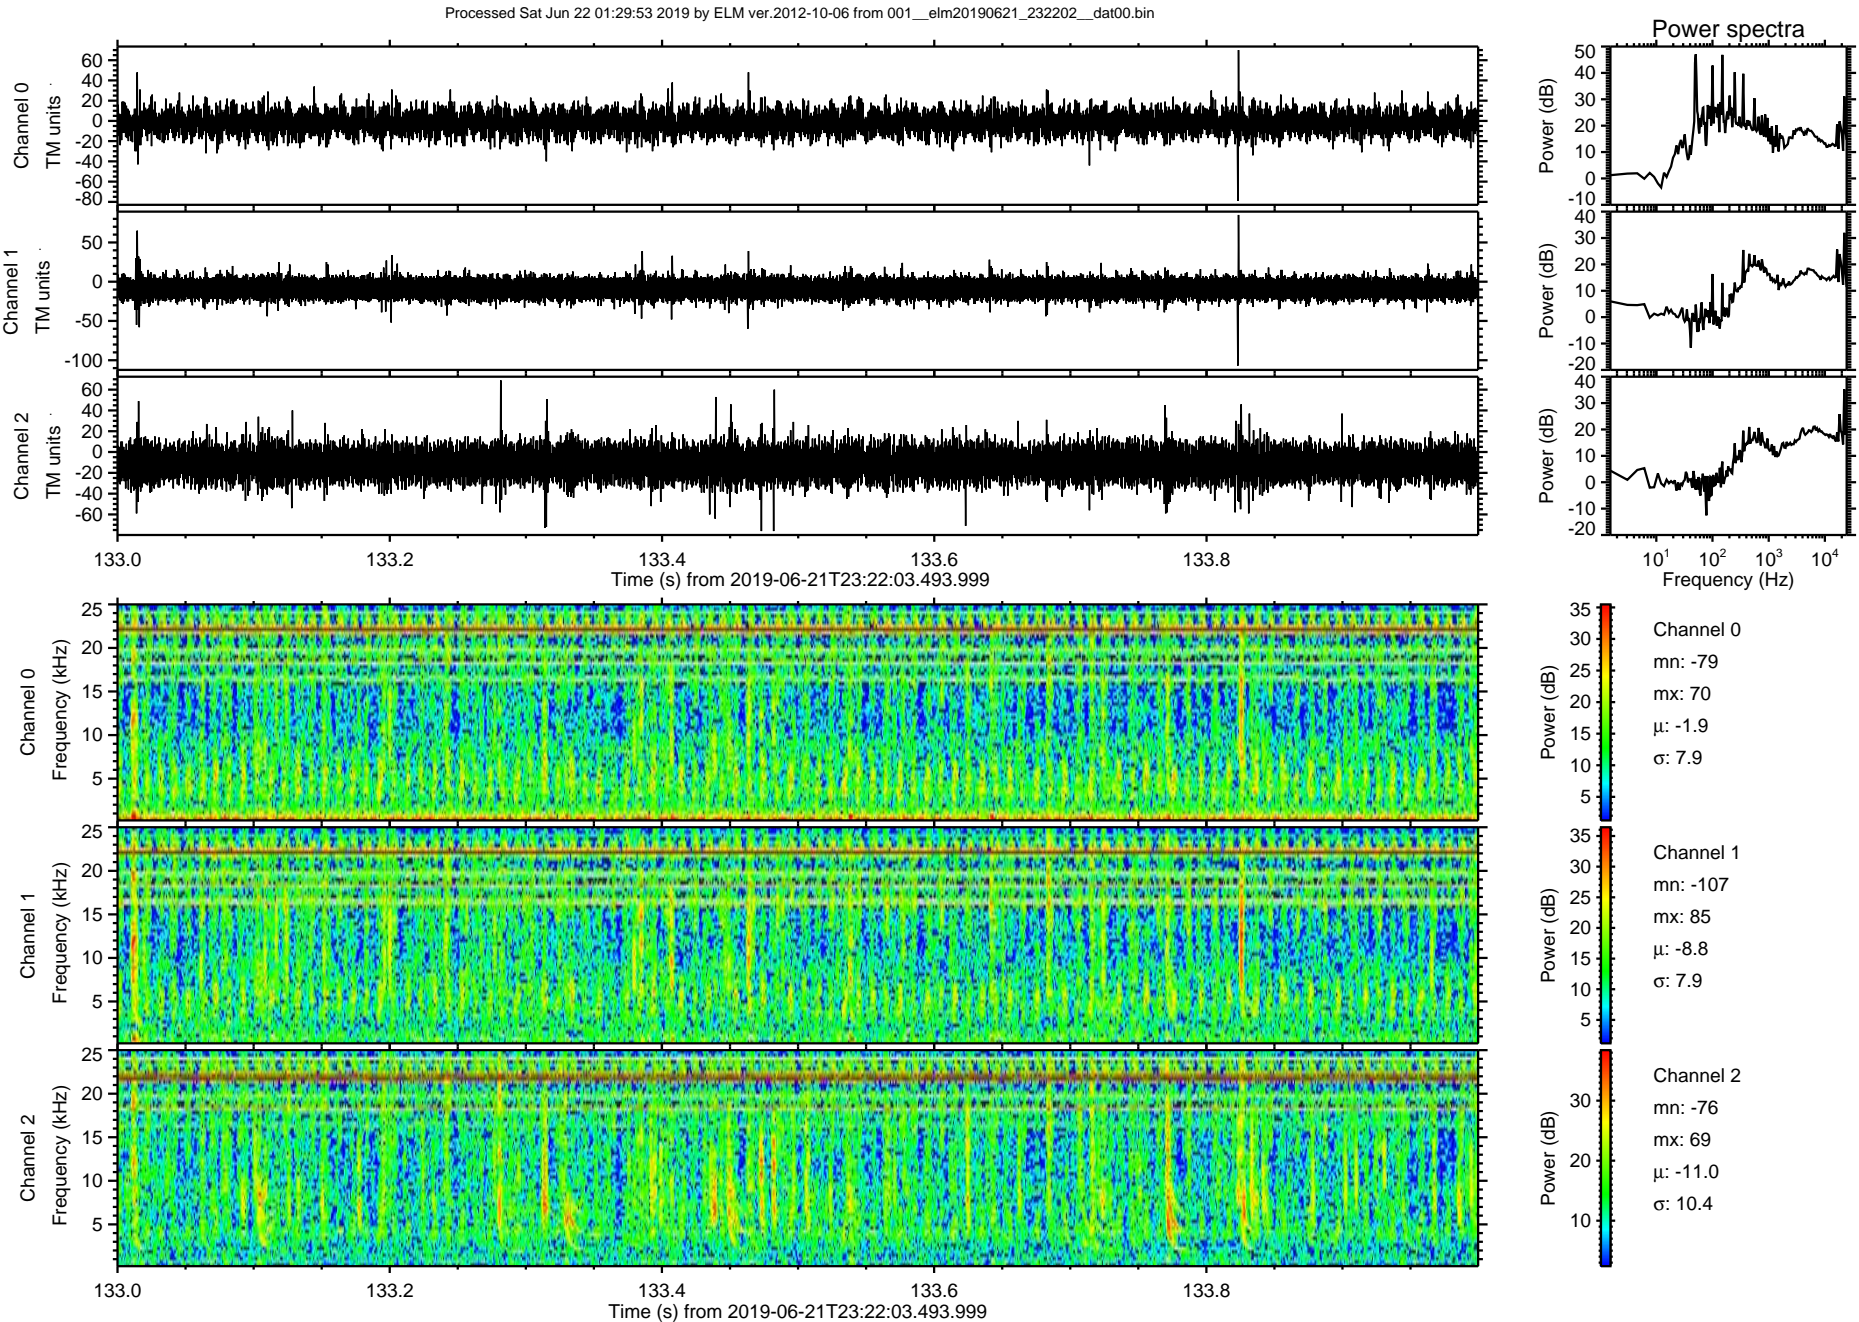 Processed Sat Jun 22 01:29:53 2019 by ELM ver.2012-10-06 from 001__elm20190621_232202__dat00.bin
Power spectra
Channel 0
TM units
60
40
20
0
-20
-40
-60
-80
Power (dB)
50
40
30
20
10
0
-10
Channel 1
TM units
50
0
-50
-100
Power (dB)
40
30
20
10
0
-10
-20
Channel 2
TM units
60
40
20
0
-20
-40
-60
Power (dB)
40
30
20
10
0
-10
-20
133.0 133.2 133.4 133.6 133.8
Time (s) from 2019-06-21T23:22:03.493.999
10^1 10^2 10^3 10^4
Frequency (Hz)
Channel 0
Frequency (kHz)
25
20
15
10
5
Power (dB)
35
30
25
20
15
10
5
Channel 0
mn: -79
mx: 70
μ: -1.9
σ: 7.9
Channel 1
Frequency (kHz)
25
20
15
10
5
Power (dB)
35
30
25
20
15
10
5
Channel 1
mn: -107
mx: 85
μ: -8.8
σ: 7.9
Channel 2
Frequency (kHz)
25
20
15
10
5
Power (dB)
30
20
10
Channel 2
mn: -76
mx: 69
μ: -11.0
σ: 10.4
133.0 133.2 133.4 133.6 133.8
Time (s) from 2019-06-21T23:22:03.493.999